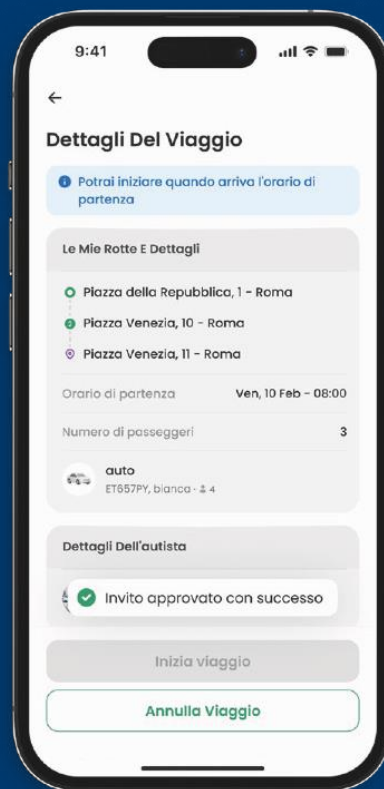 9:41
Dettagli Del Viaggio
Potrai iniziare quando arriva l'orario di
partenza
Le Mie Rotte E Dettagli
Piazza della Repubblica, 1 - Roma
Piazza Venezia, 10 - Roma
Piazza Venezia, 11 - Roma
Orario di partenza Ven, 10 Feb - 08:00
Numero di passeggeri 3
auto
ET657PY, bianca · 4
Dettagli Dell'autista
Invito approvato con successo
Inizia viaggio
Annulla Viaggio